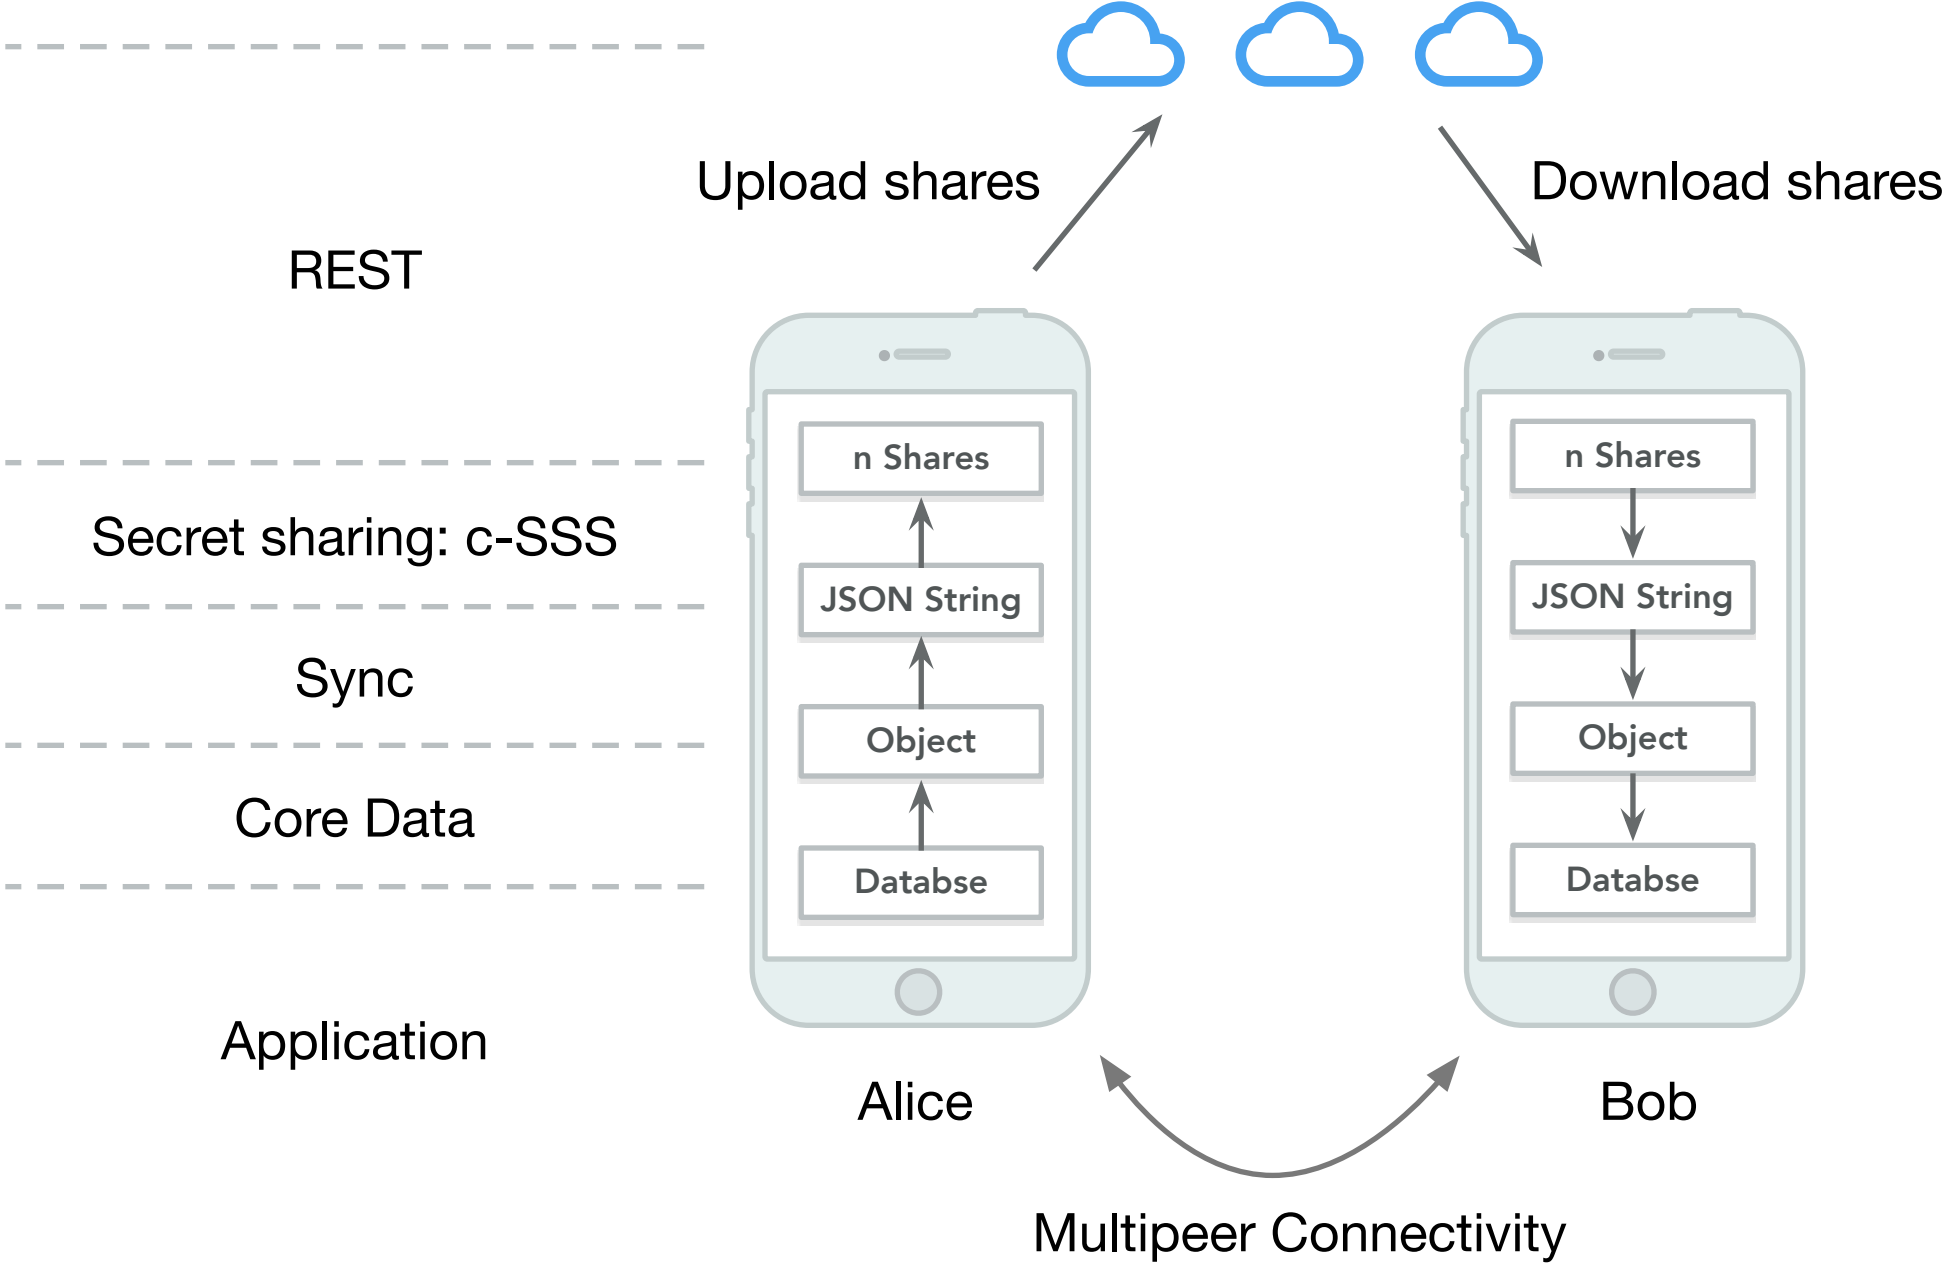 Upload shares
Download shares
REST
n Shares
n Shares
Secret sharing: c-SSS
JSON String
JSON String
Sync
Object
Object
Core Data
Databse
Databse
Application
Alice
Bob
Multipeer Connectivity